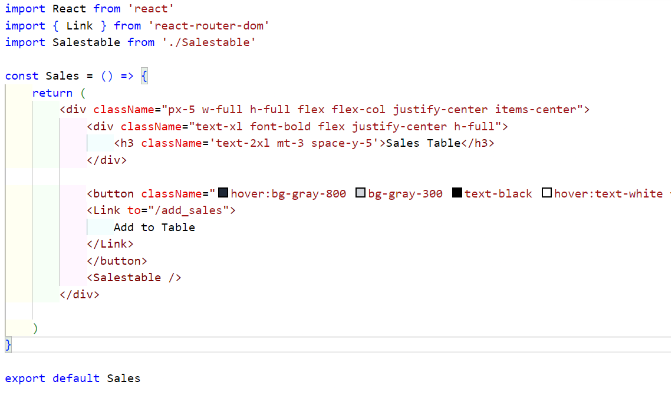 import React from 'react'
import { Link } from 'react-router-dom'
import Salestable from './Salestable'

const Sales = () => {
    return (
        <div className="px-5 w-full h-full flex flex-col justify-center items-center">
            <div className="text-xl font-bold flex justify-center h-full">
                <h3 className='text-2xl mt-3 space-y-5'>Sales Table</h3>
            </div>

            <button className="hover:bg-gray-800 bg-gray-300 text-black hover:text-white
            <Link to="/add_sales">
                Add to Table
            </Link>
            </button>
            <Salestable />
        </div>

    )
}

export default Sales